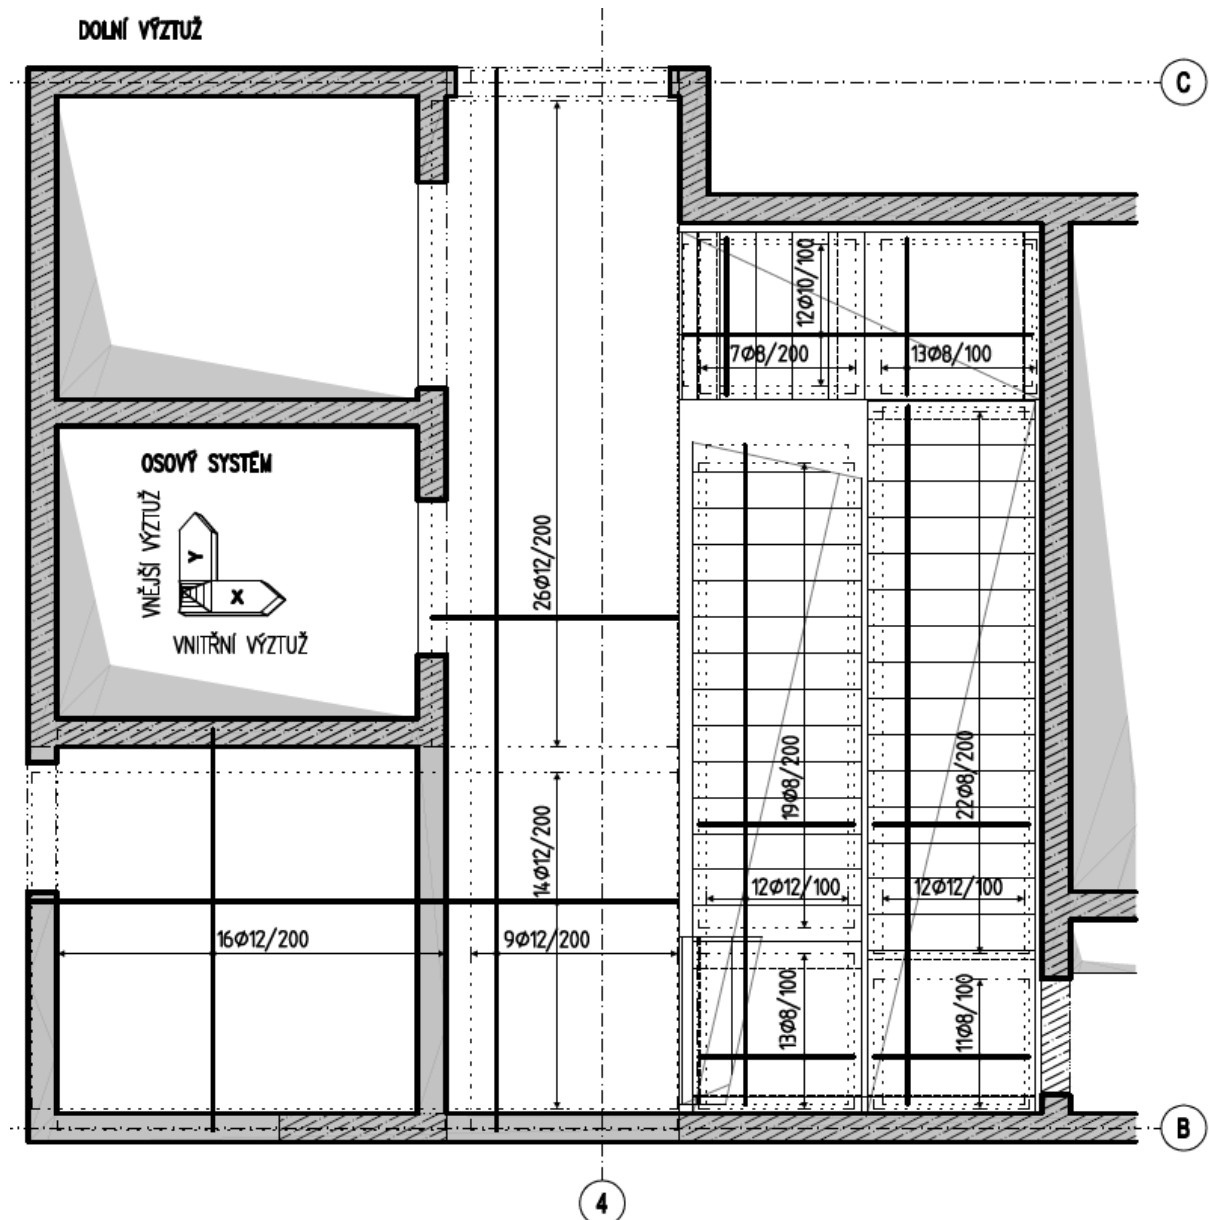 DOLNÍ VÝZTUŽ
C
12Ø10/100
7Ø8/200
13Ø8/100
OSOVÝ SYSTÉM
VNĚJŠÍ VÝZTUŽ
Y
X
VNITŘNÍ VÝZTUŽ
26Ø12/200
19Ø8/200
22Ø8/200
14Ø12/200
12Ø12/100
12Ø12/100
16Ø12/200
9Ø12/200
13Ø8/100
11Ø8/100
B
4